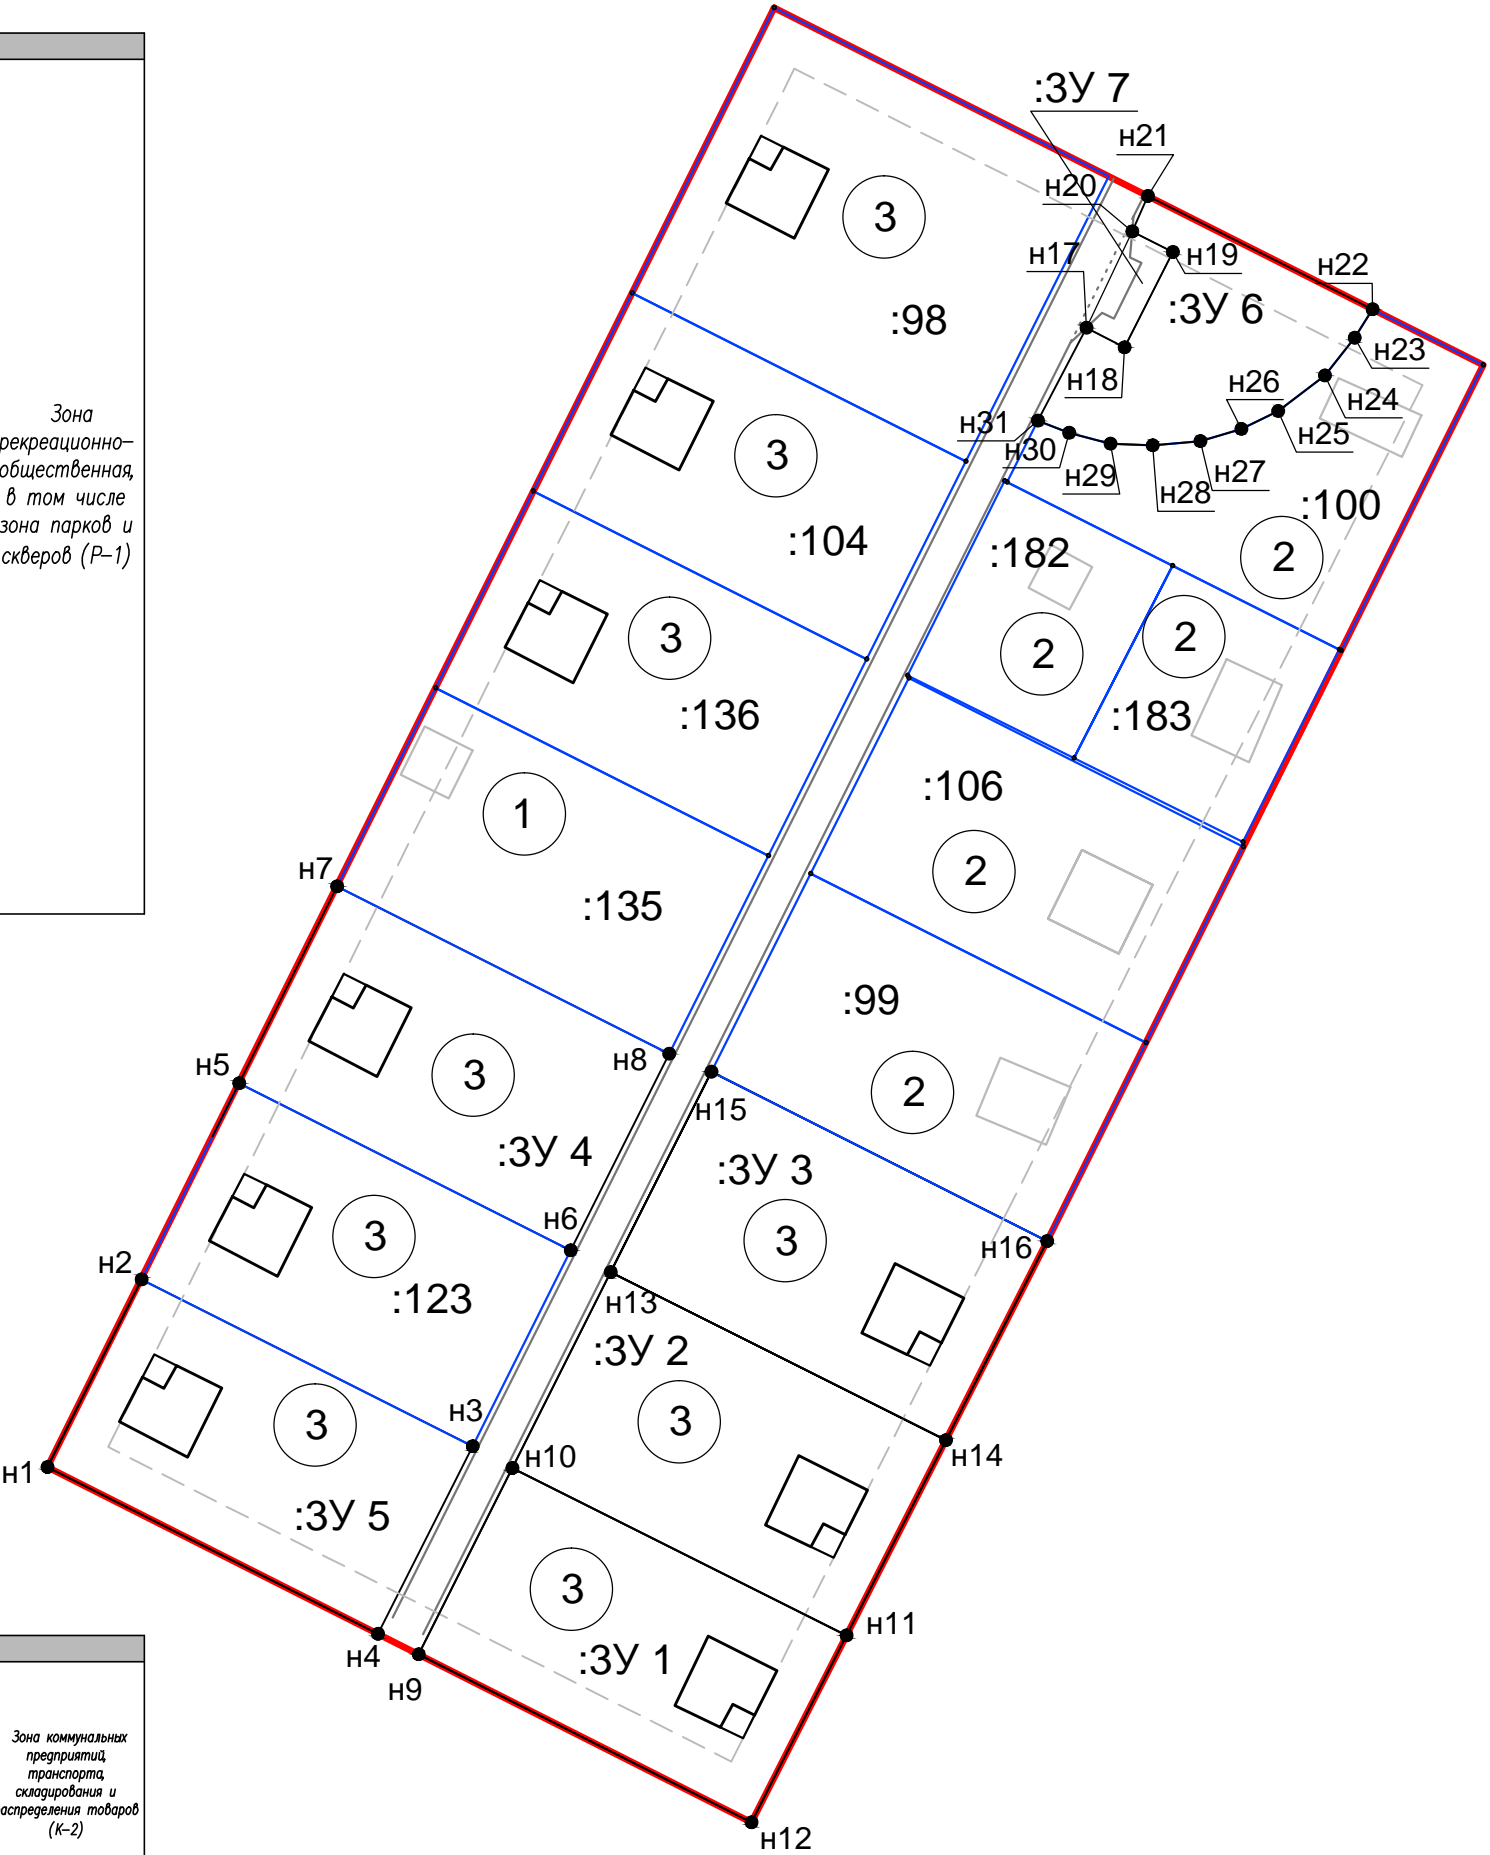 :ЗУ 7
н21
н20
3
н17
н19
н22
:98
:ЗУ 6
н23
н18
н26
н24
н31
н25
3
н30
н27
н29
н28
:100
:104
:182
2
3
2
2
:136
:183
:106
1
2
н7
:135
:99
н8
н5
3
2
н15
:ЗУ 4
:ЗУ 3
н6
3
н16
3
н2
:123
н13
:ЗУ 2
н3
3
3
н10
н14
н1
:ЗУ 5
3
н11
н4
:ЗУ 1
н9
н12
Зона
рекреационно–
общественная,
в том числе
зона парков и
скверов (Р–1)
Зона коммунальных
предприятий,
транспорта,
складирования и
аспределения товаров
(К–2)